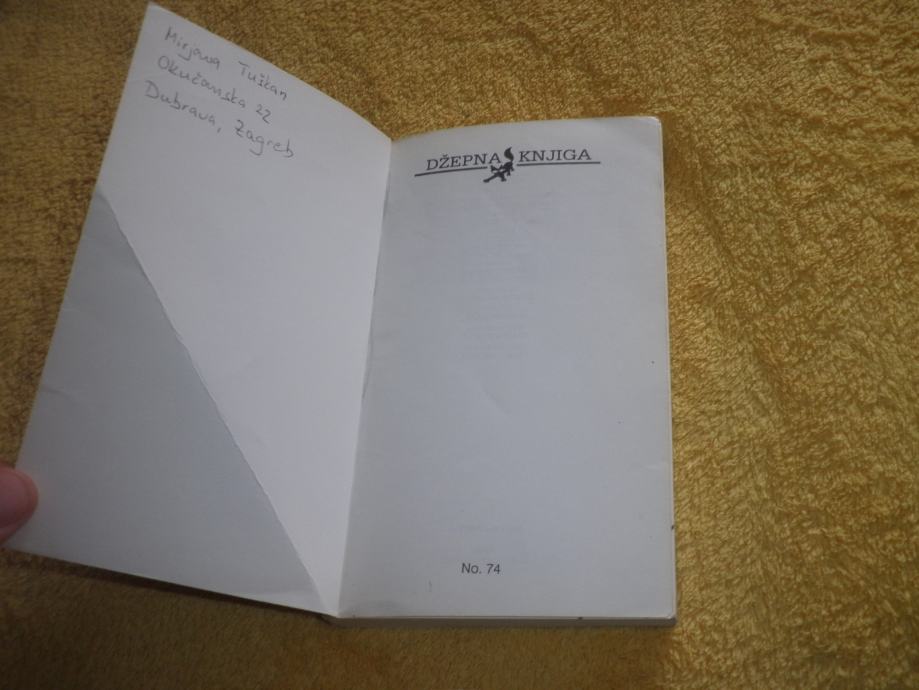 Mirjana Tuškan
Okučanska 22
Dubrava, Zagreb
DŽEPNA KNJIGA
No. 74